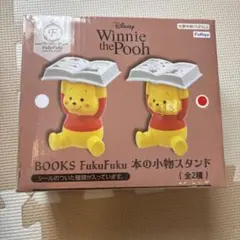 Disney
Winnie
the Pooh
FuKuFuKu
FuRyu
BOOKS FukuFuku 本の小物スタンド
シールのついた種類が入っています。
(全2種)